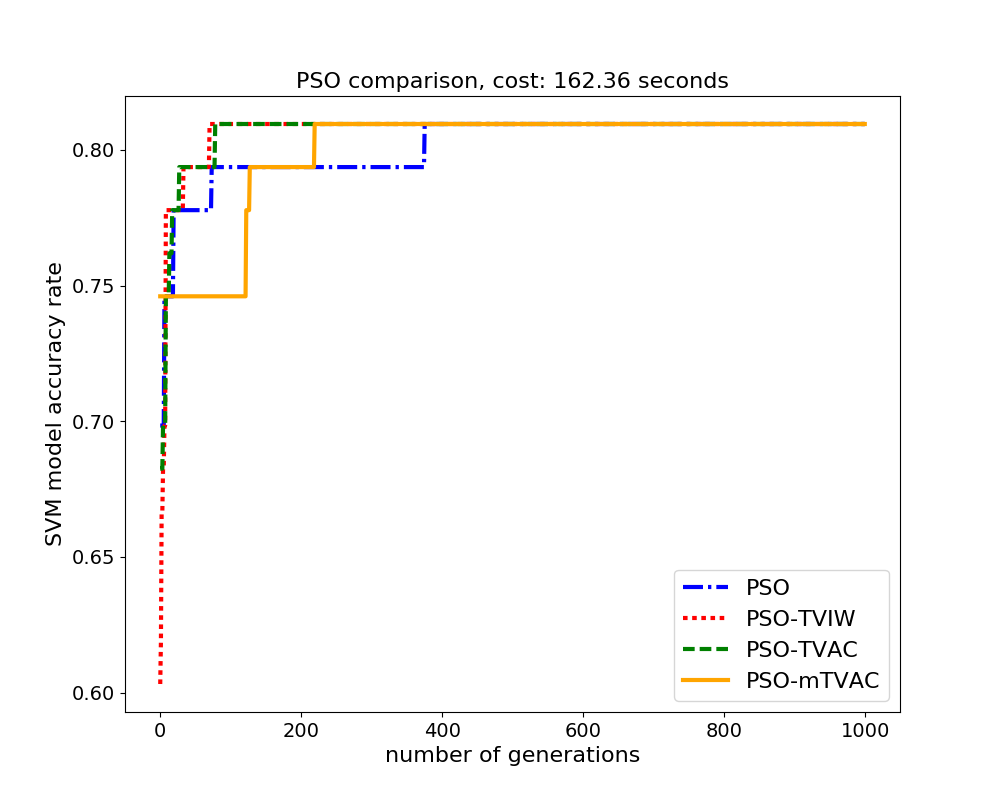 PSO comparison, cost: 162.36 seconds
SVM model accuracy rate
0.80
0.75
0.70
0.65
0.60
0
200
400
600
800
1000
number of generations
PSO
PSO-TVIW
PSO-TVAC
PSO-mTVAC